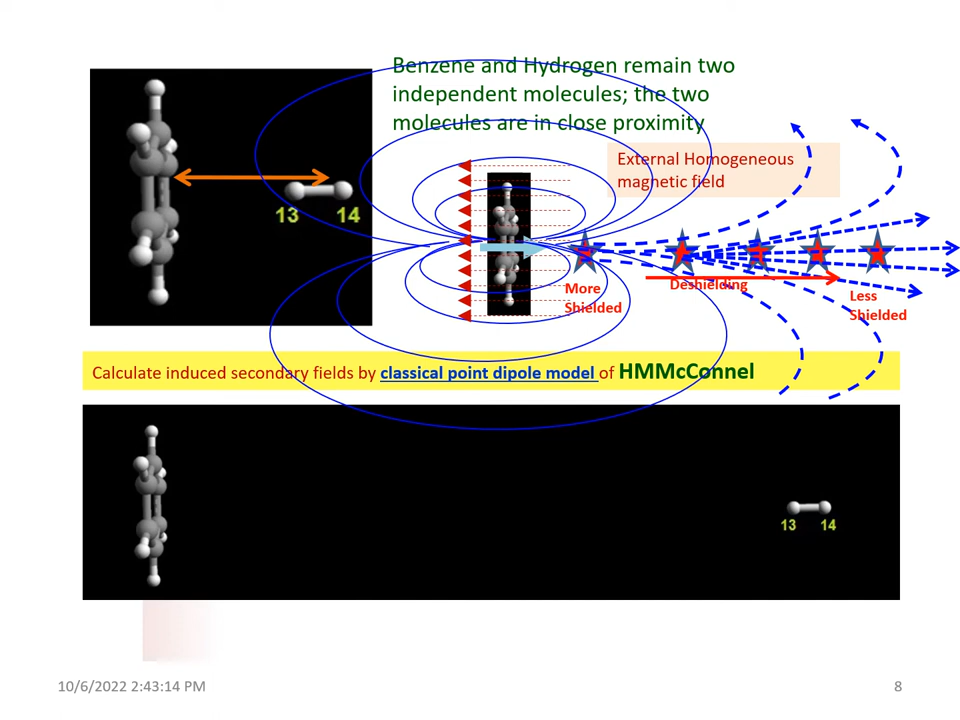 Benzene and Hydrogen remain two
independent molecules; the two
molecules are in close proximity
External Homogeneous
magnetic field
13 14
More
Shielded
Deshielding
Less
Shielded
Calculate induced secondary fields by classical point dipole model of HMMcConnel
13 14
10/6/2022 2:43:14 PM
8